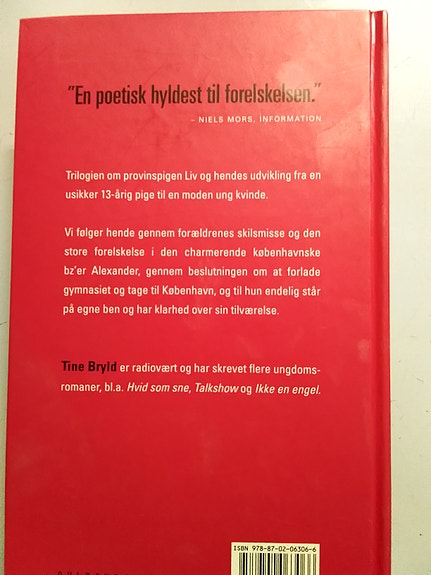 "En poetisk hyldest til forelskelsen."
– NIELS MORS, INFORMATION
Trilogien om provinspigen Liv og hendes udvikling fra en
usikker 13-årig pige til en moden ung kvinde.
Vi følger hende gennem forældrenes skilsmisse og den
store forelskelse i den charmerende københavnske
bz'er Alexander, gennem beslutningen om at forlade
gymnasiet og tage til København, og til hun endelig står
på egne ben og har klarhed over sin tilværelse.
Tine Bryld er radiovært og har skrevet flere ungdoms-
romaner, bl.a. Hvid som sne, Talkshow og Ikke en engel.
ISBN 978-87-02-06306-6